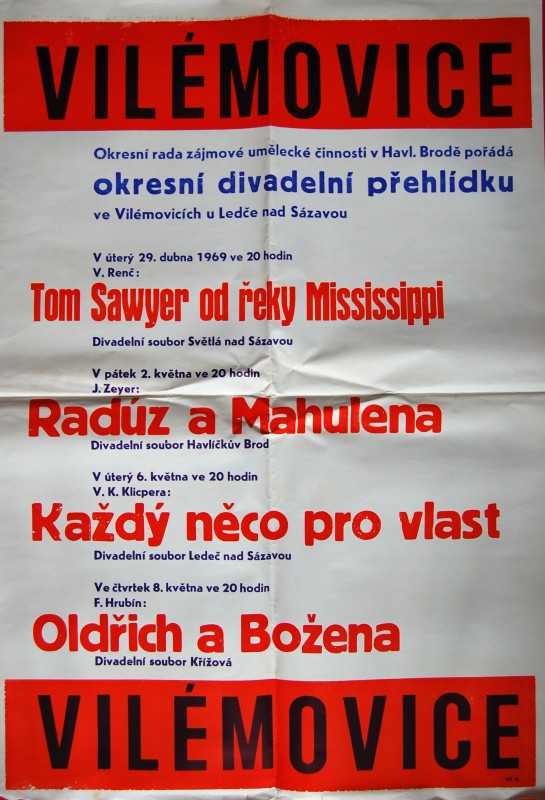 VILÉMOVICE
Okresní rada zájmové umělecké činnosti v Havl. Brodě pořádá
okresní divadelní přehlídku
ve Vilémovicích u Ledče nad Sázavou
V úterý 29. dubna 1969 ve 20 hodin
V. Renč:
Tom Sawyer od řeky Mississippi
Divadelní soubor Světlá nad Sázavou
V pátek 2. května ve 20 hodin
J. Zeyer:
Radúz a Mahulena
Divadelní soubor Havlíčkův Brod
V úterý 6. května ve 20 hodin
V. K. Klicpera:
Každý něco pro vlast
Divadelní soubor Ledeč nad Sázavou
Ve čtvrtek 8. května ve 20 hodin
F. Hrubín:
Oldřich a Božena
Divadelní soubor Křížová
VILÉMOVICE